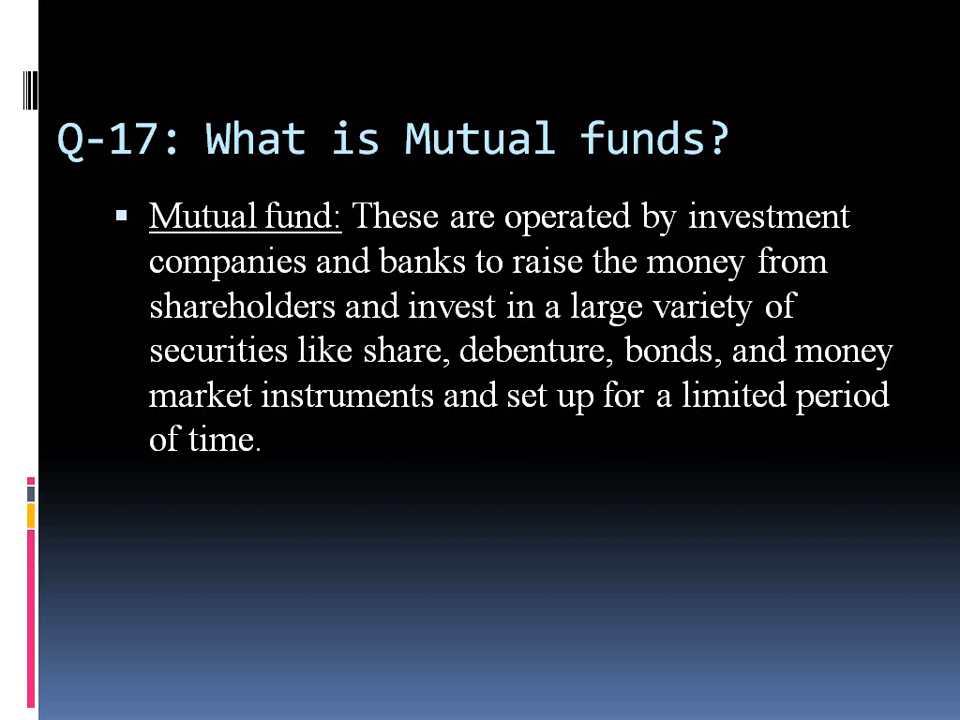 Q-17: What is Mutual funds?
▪ Mutual fund: These are operated by investment
companies and banks to raise the money from
shareholders and invest in a large variety of
securities like share, debenture, bonds, and money
market instruments and set up for a limited period
of time.